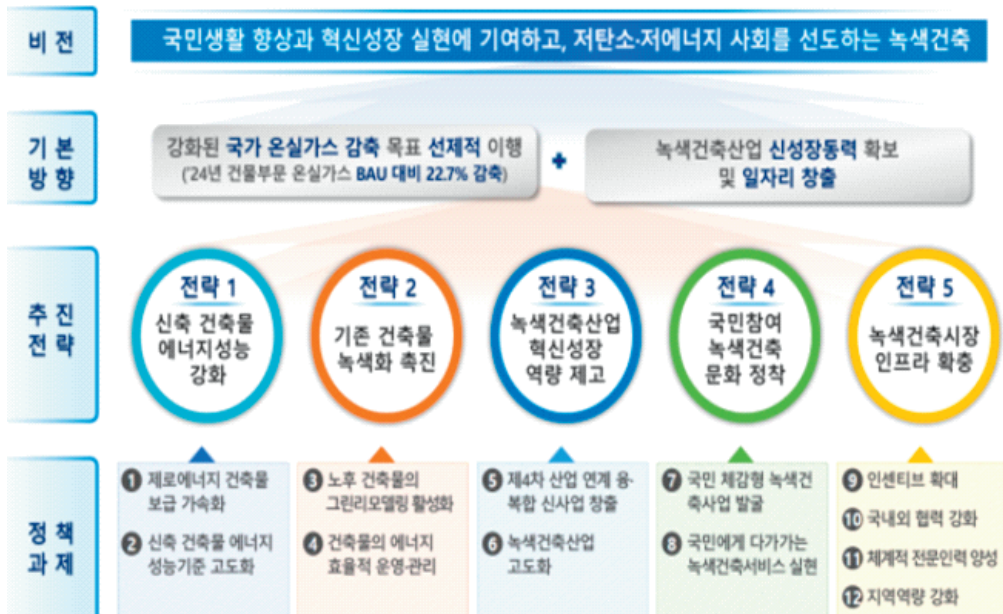 비 전
국민생활 향상과 혁신성장 실현에 기여하고, 저탄소·저에너지 사회를 선도하는 녹색건축
기 본
방 향
강화된 국가 온실가스 감축 목표 선제적 이행
('24년 건물부문 온실가스 BAU 대비 22.7% 감축)
+
녹색건축산업 신성장동력 확보
및 일자리 창출
추 진
전 략
전략 1
신축 건축물
에너지성능
강화
전략 2
기존 건축물
녹색화 촉진
전략 3
녹색건축산업
혁신성장
역량 제고
전략 4
국민참여
녹색건축
문화 정착
전략 5
녹색건축시장
인프라 확충
정 책
과 제
1 제로에너지 건축물
보급 가속화
2 신축 건축물 에너지
성능기준 고도화
3 노후 건축물의
그린리모델링 활성화
4 건축물의 에너지
효율적 운영·관리
5 제4차 산업 연계 융·
복합 신사업 창출
6 녹색건축산업
고도화
7 국민 체감형 녹색건
축사업 발굴
8 국민에게 다가가는
녹색건축서비스 실현
9 인센티브 확대
10 국내외 협력 강화
11 체계적 전문인력 양성
12 지역역량 강화